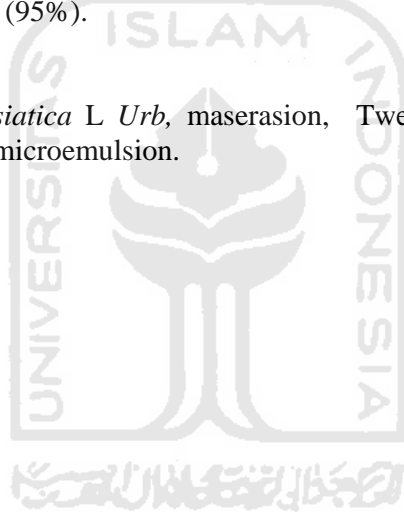 (95%).
ISLAM
UNIVERSITAS
INDONESIA
siatica L Urb, maserasion, Twe
microemulsion.